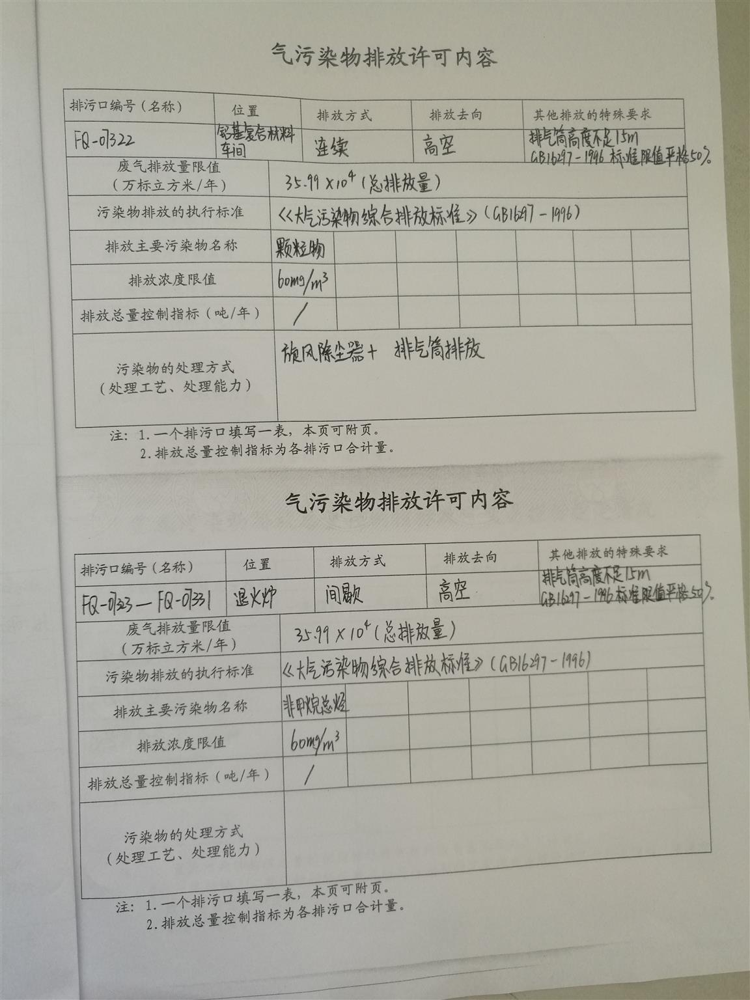 气污染物排放许可内容
排污口编号（名称） 位置 排放方式 排放去向 其他排放的特殊要求
FQ-07322 铝基复合材料车间 连续 高空 排气筒高度不足15m
GB16297-1996 标准限值严格50%
废气排放量限值
（万标立方米/年） 35.99×10⁴（总排放量）
污染物排放的执行标准 《大气污染物综合排放标准》（GB16297-1996）
排放主要污染物名称 颗粒物
排放浓度限值 60mg/m³
排放总量控制指标（吨/年） /
污染物的处理方式
（处理工艺、处理能力） 旋风除尘器+ 排气筒排放
注：1.一个排污口填写一表，本页可附页。
2.排放总量控制指标为各排污口合计量。
气污染物排放许可内容
排污口编号（名称） 位置 排放方式 排放去向 其他排放的特殊要求
FQ-07323—FQ-07331 退火炉 间歇 高空 排气筒高度不足15m
GB16297-1996标准限值严格50%
废气排放量限值
（万标立方米/年） 35.99×10⁴（总排放量）
污染物排放的执行标准 《大气污染物综合排放标准》（GB16297-1996）
排放主要污染物名称 非甲烷总烃
排放浓度限值 60mg/m³
排放总量控制指标（吨/年） /
污染物的处理方式
（处理工艺、处理能力）
注：1.一个排污口填写一表，本页可附页。
2.排放总量控制指标为各排污口合计量。